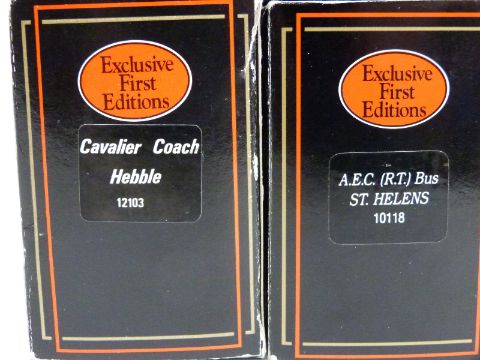 Exclusive
First
Editions
Cavalier Coach
Hebble
12103
Exclusive
First
Editions
A.E.C. (R.T.) Bus
ST. HELENS
10118